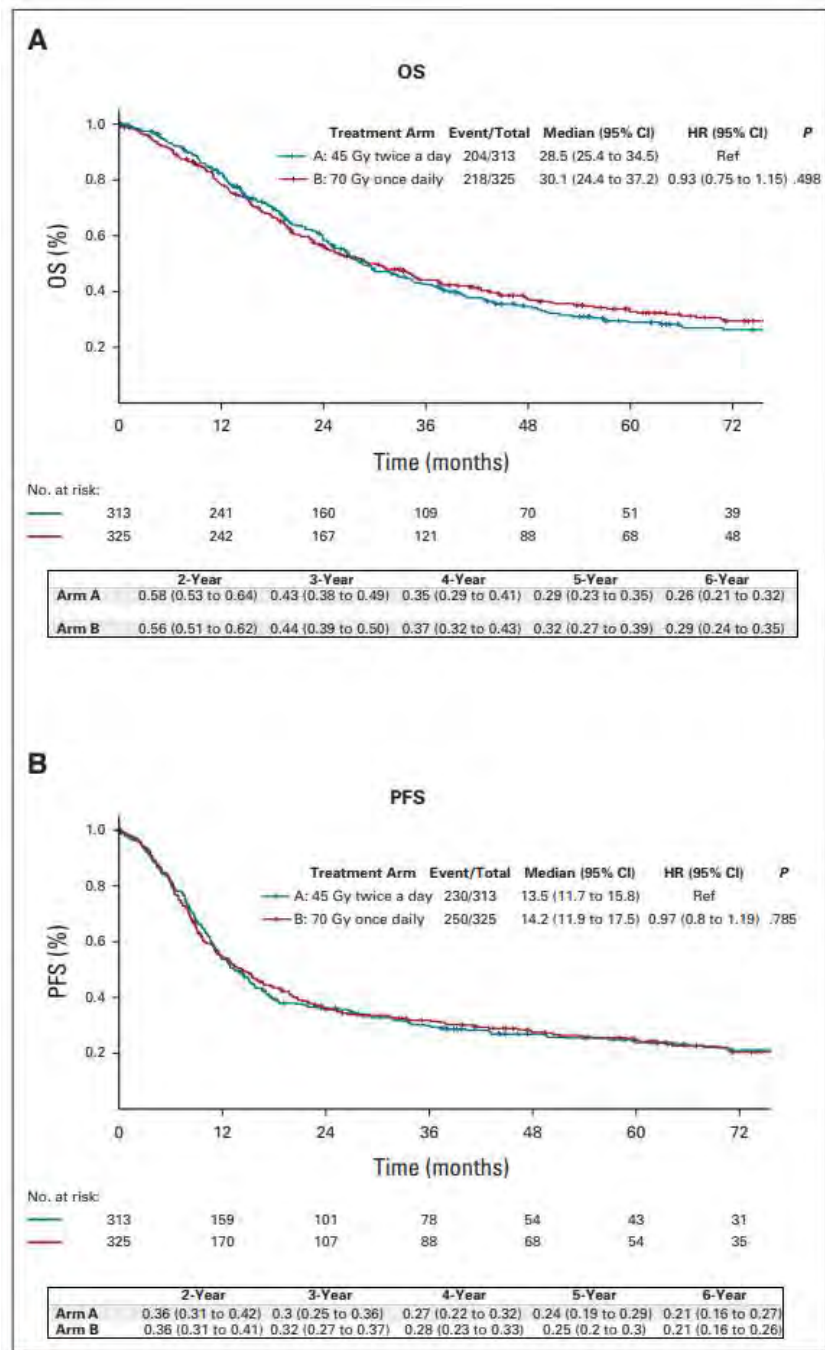 A
OS
Treatment Arm Event/Total Median (95% CI) HR (95% CI) P
A: 45 Gy twice a day 204/313 28.5 (25.4 to 34.5) Ref
B: 70 Gy once daily 218/325 30.1 (24.4 to 37.2) 0.93 (0.75 to 1.15) .498
OS (%)
1.0
0.8
0.6
0.4
0.2
0 12 24 36 48 60 72
Time (months)
No. at risk:
313 241 160 109 70 51 39
325 242 167 121 88 68 48
2-Year 3-Year 4-Year 5-Year 6-Year
Arm A 0.58 (0.53 to 0.64) 0.43 (0.38 to 0.49) 0.35 (0.29 to 0.41) 0.29 (0.23 to 0.35) 0.26 (0.21 to 0.32)
Arm B 0.56 (0.51 to 0.62) 0.44 (0.39 to 0.50) 0.37 (0.32 to 0.43) 0.32 (0.27 to 0.39) 0.29 (0.24 to 0.35)
B
PFS
Treatment Arm Event/Total Median (95% CI) HR (95% CI) P
A: 45 Gy twice a day 230/313 13.5 (11.7 to 15.8) Ref
B: 70 Gy once daily 250/325 14.2 (11.9 to 17.5) 0.97 (0.8 to 1.19) .785
PFS (%)
1.0
0.8
0.6
0.4
0.2
0 12 24 36 48 60 72
Time (months)
No. at risk:
313 159 101 78 54 43 31
325 170 107 88 68 54 35
2-Year 3-Year 4-Year 5-Year 6-Year
Arm A 0.36 (0.31 to 0.42) 0.3 (0.25 to 0.36) 0.27 (0.22 to 0.32) 0.24 (0.19 to 0.29) 0.21 (0.16 to 0.27)
Arm B 0.36 (0.31 to 0.41) 0.32 (0.27 to 0.37) 0.28 (0.23 to 0.33) 0.25 (0.2 to 0.3) 0.21 (0.16 to 0.26)